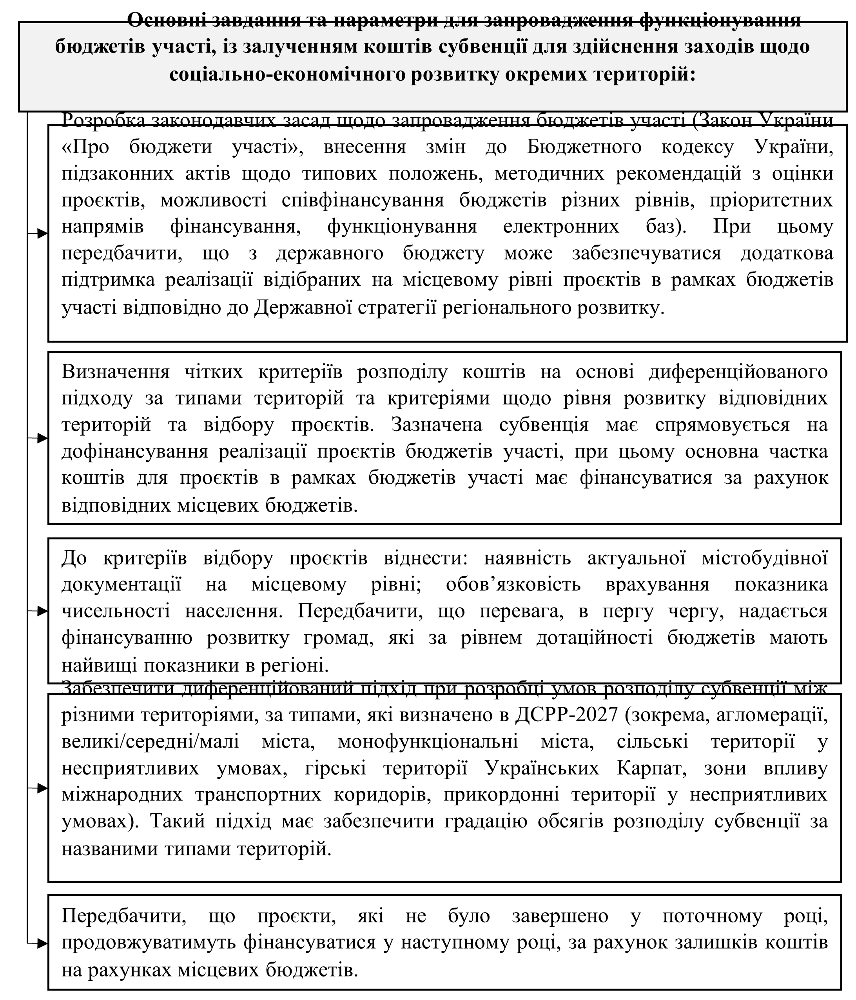 Основні завдання та параметри для запровадження функціонування
бюджетів участі, із залученням коштів субвенції для здійснення заходів щодо
соціально-економічного розвитку окремих територій:
Розробка законодавчих засад щодо запровадження бюджетів участі (Закон України
«Про бюджети участі», внесення змін до Бюджетного кодексу України,
підзаконних актів щодо типових положень, методичних рекомендацій з оцінки
проєктів, можливості співфінансування бюджетів різних рівнів, пріоритетних
напрямів фінансування, функціонування електронних баз). При цьому
передбачити, що з державного бюджету може забезпечуватися додаткова
підтримка реалізації відібраних на місцевому рівні проєктів в рамках бюджетів
участі відповідно до Державної стратегії регіонального розвитку.
Визначення чітких критеріїв розподілу коштів на основі диференційованого
підходу за типами територій та критеріями щодо рівня розвитку відповідних
територій та відбору проєктів. Зазначена субвенція має спрямовується на
дофінансування реалізації проєктів бюджетів участі, при цьому основна частка
коштів для проєктів в рамках бюджетів участі має фінансуватися за рахунок
відповідних місцевих бюджетів.
До критеріїв відбору проєктів віднести: наявність актуальної містобудівної
документації на місцевому рівні; обов’язковість врахування показника
чисельності населення. Передбачити, що перевага, в пергу чергу, надається
фінансуванню розвитку громад, які за рівнем дотаційності бюджетів мають
найвищі показники в регіоні.
Забезпечити диференційований підхід при розробці умов розподілу субвенції між
різними територіями, за типами, які визначено в ДСРР-2027 (зокрема, агломерації,
великі/середні/малі міста, монофункціональні міста, сільські території у
несприятливих умовах, гірські території Українських Карпат, зони впливу
міжнародних транспортних коридорів, прикордонні території у несприятливих
умовах). Такий підхід має забезпечити градацію обсягів розподілу субвенції за
названими типами територій.
Передбачити, що проєкти, які не було завершено у поточному році,
продовжуватимуть фінансуватися у наступному році, за рахунок залишків коштів
на рахунках місцевих бюджетів.